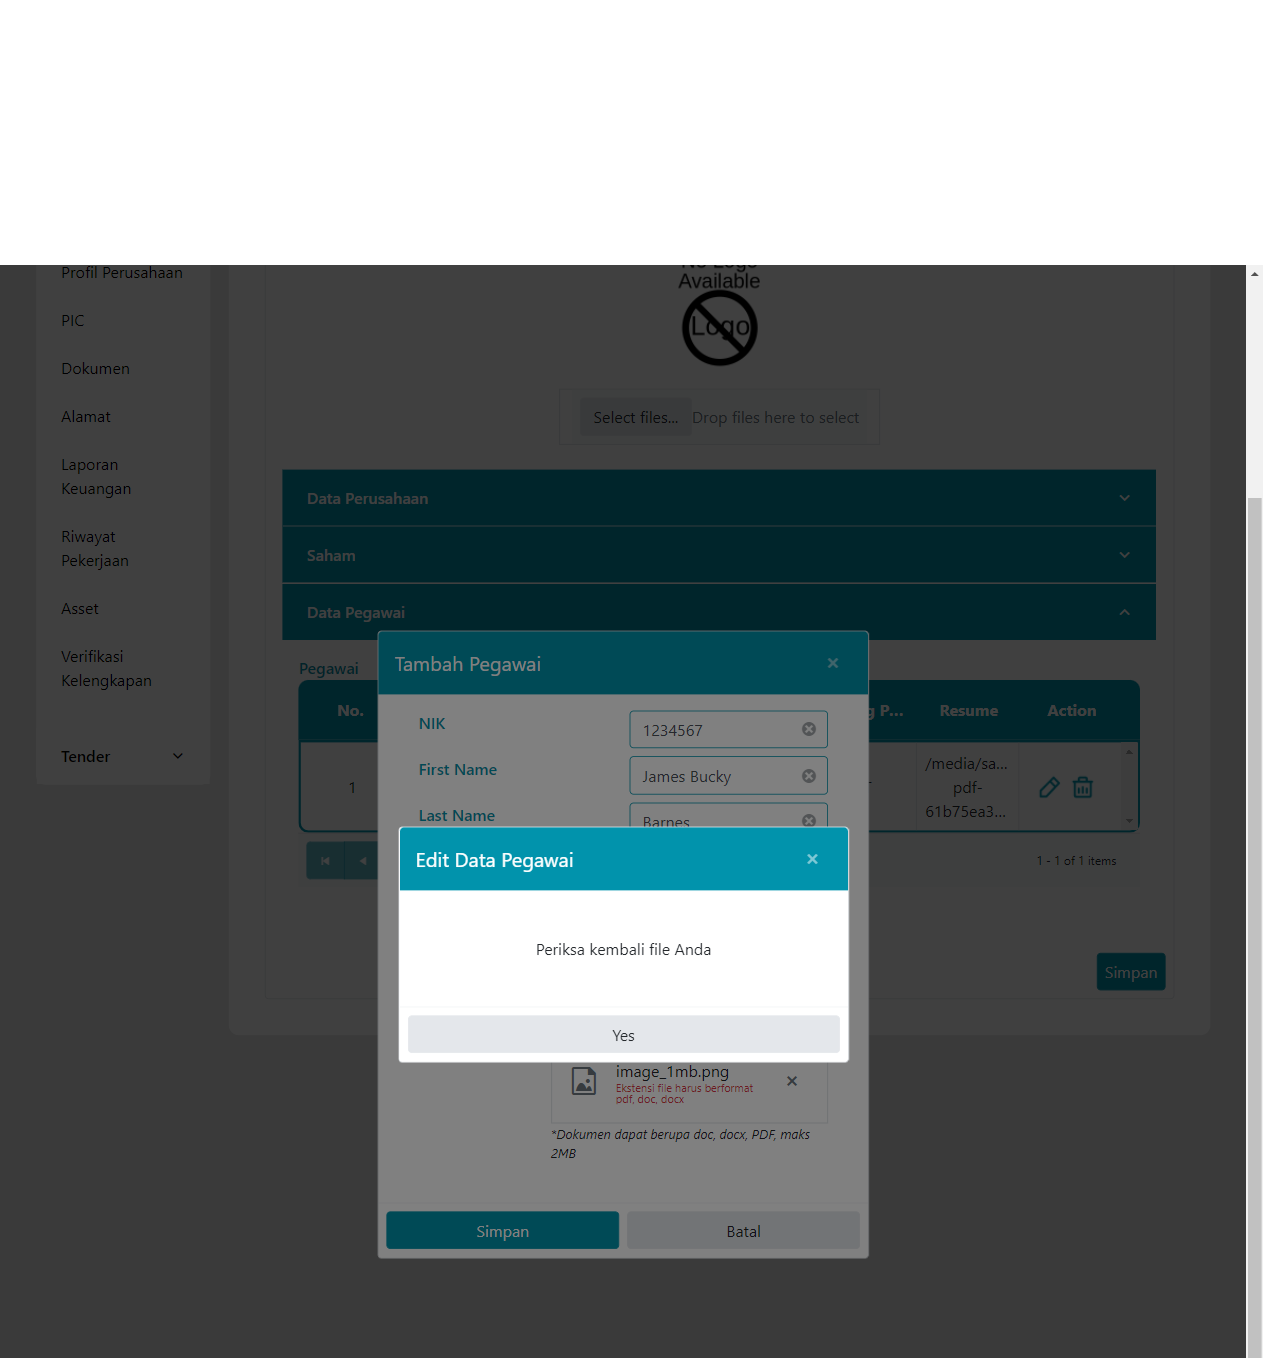 Profil Perusahaan
PIC
Dokumen
Alamat
Laporan
Keuangan
Riwayat
Pekerjaan
Asset
Verifikasi
Kelengkapan
Tender
Available
Logo
Select files...
Drop files here to select
Data Perusahaan
Saham
Data Pegawai
Pegawai
No.
g P...
Resume
Action
1
/media/sa...
pdf-
61b75ea3...
1 - 1 of 1 items
Simpan
Tambah Pegawai
NIK
1234567
First Name
James Bucky
Last Name
Barnes
Edit Data Pegawai
Periksa kembali file Anda
Yes
image_1mb.png
Ekstensi file harus berformat
pdf, doc, docx
*Dokumen dapat berupa doc, docx, PDF, maks
2MB
Simpan
Batal